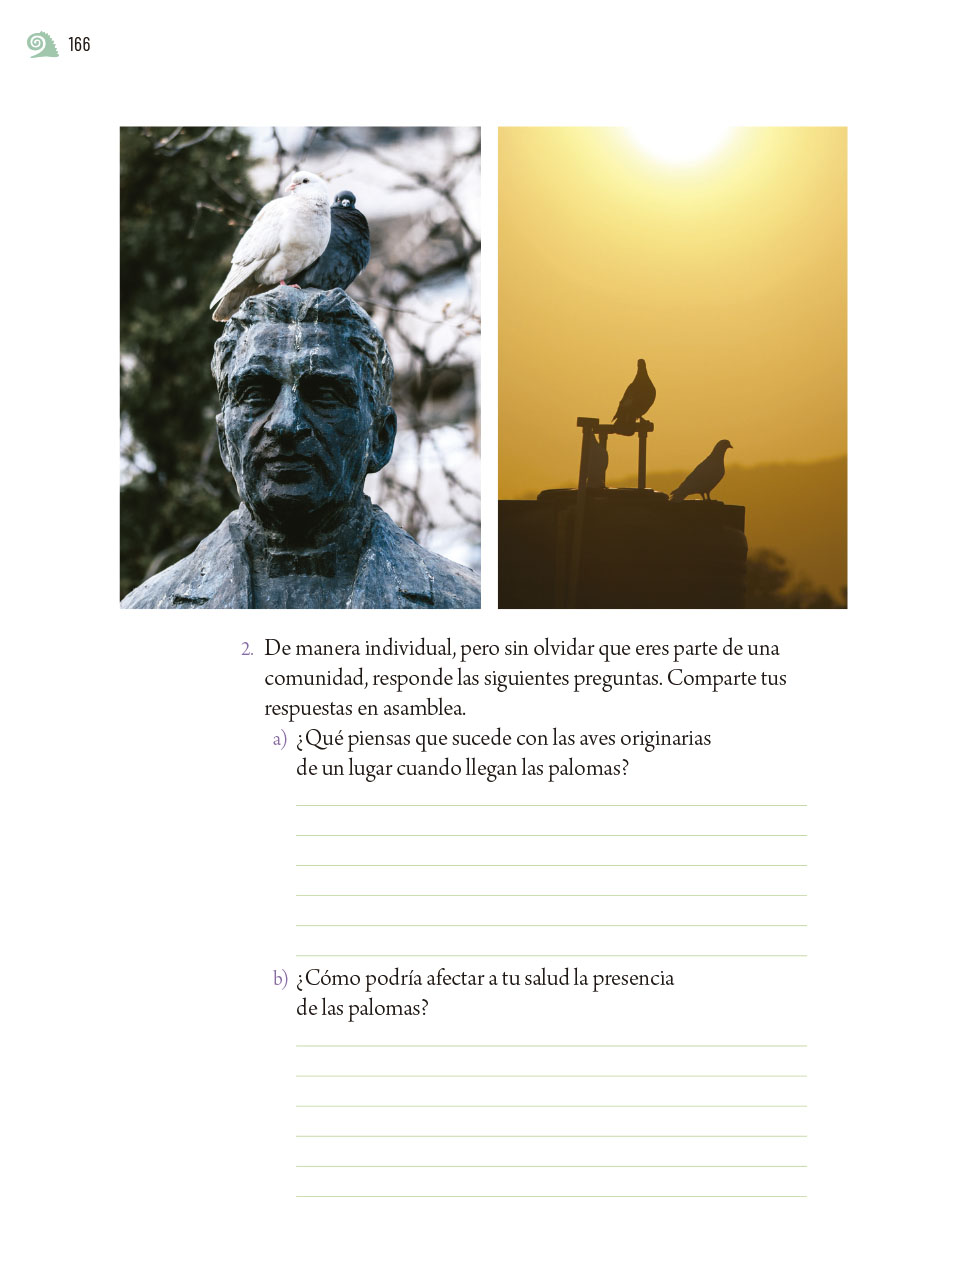 166
2. De manera individual, pero sin olvidar que eres parte de una
comunidad, responde las siguientes preguntas. Comparte tus
respuestas en asamblea.
a) ¿Qué piensas que sucede con las aves originarias
de un lugar cuando llegan las palomas?
b) ¿Cómo podría afectar a tu salud la presencia
de las palomas?